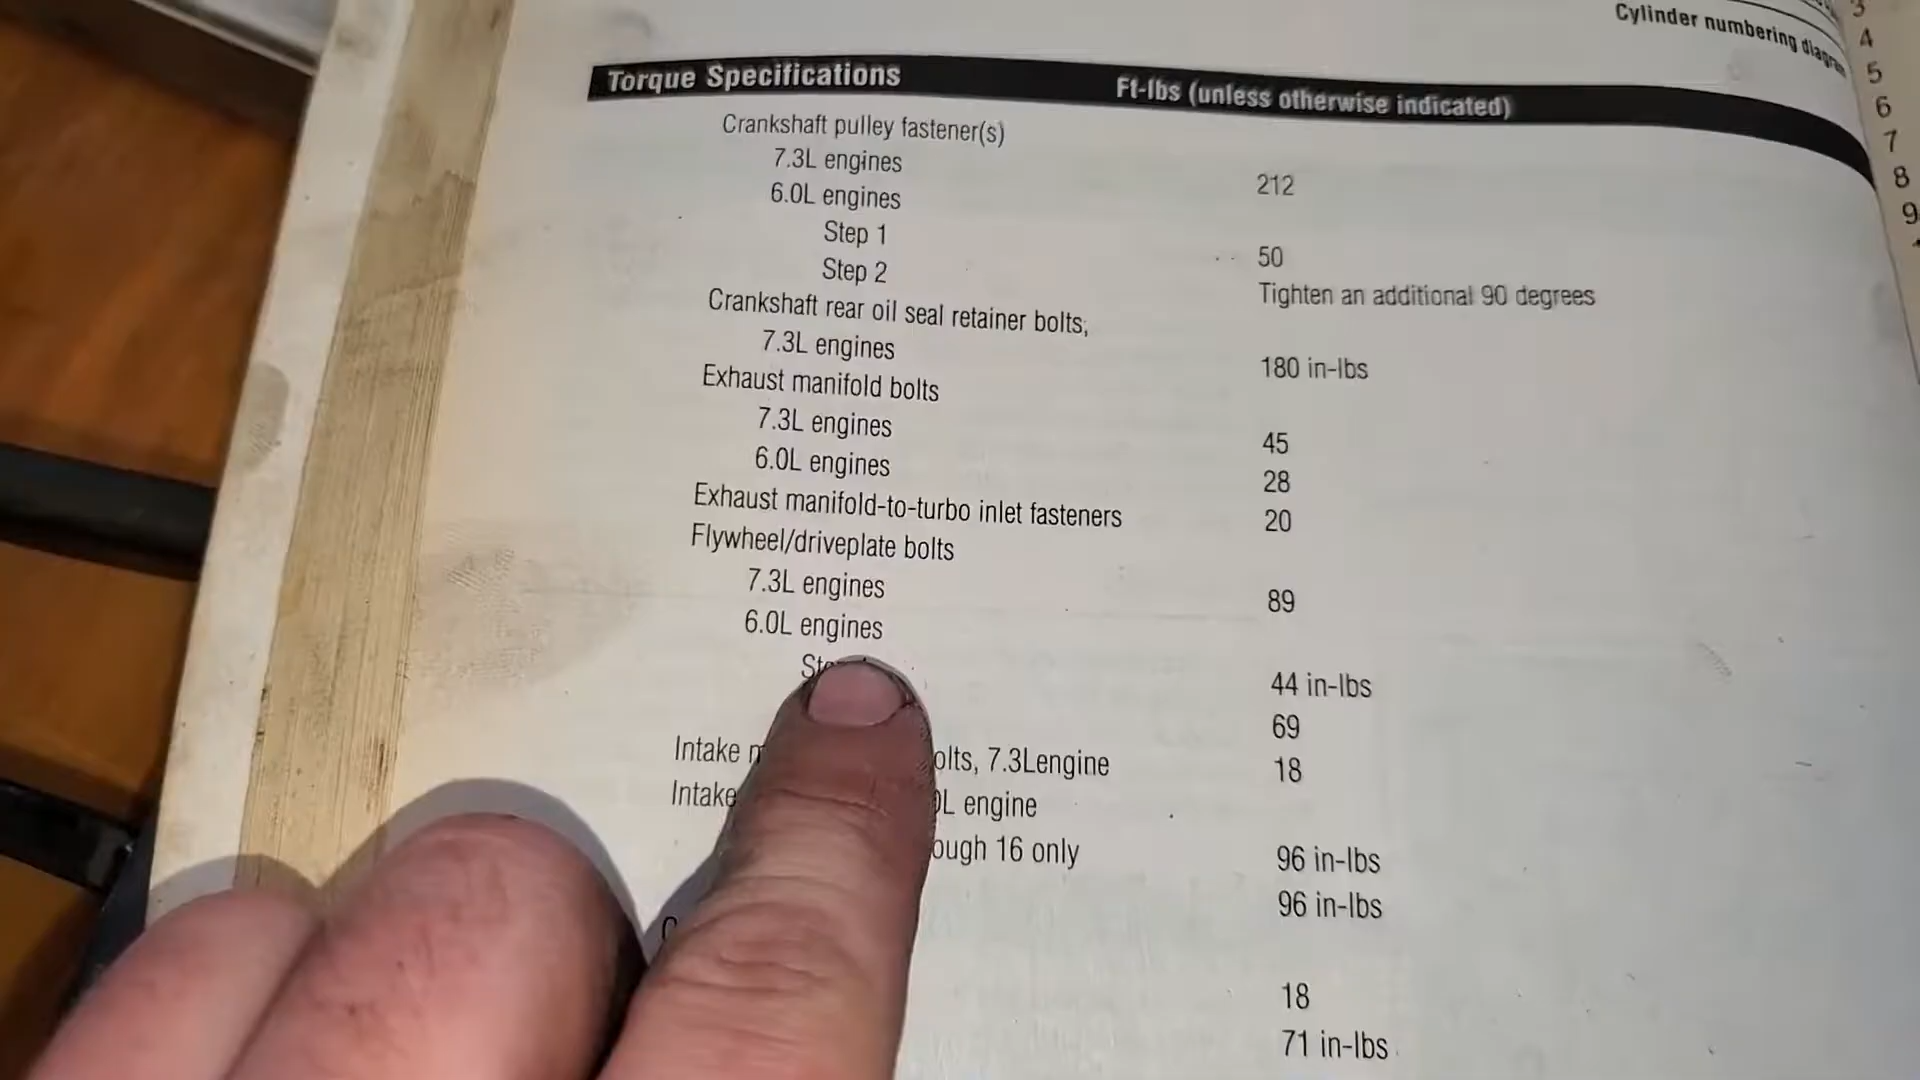 Cylinder numbering diagram
3
4
5
6
7
8
9
Torque Specifications Ft-lbs (unless otherwise indicated)
Crankshaft pulley fastener(s)
7.3L engines 212
6.0L engines
Step 1 50
Step 2 Tighten an additional 90 degrees
Crankshaft rear oil seal retainer bolts,
7.3L engines 180 in-lbs
Exhaust manifold bolts
7.3L engines 45
6.0L engines 28
Exhaust manifold-to-turbo inlet fasteners 20
Flywheel/driveplate bolts
7.3L engines 89
6.0L engines
44 in-lbs
69
Intake olts, 7.3Lengine 18
Intake 0L engine
ough 16 only 96 in-lbs
96 in-lbs
18
71 in-lbs